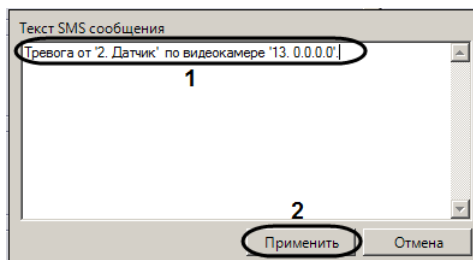 Текст SMS сообщения
Тревога от '2. Датчик' по видеокамере '13. 0.0.0.0'.
1
2
Применить Отмена